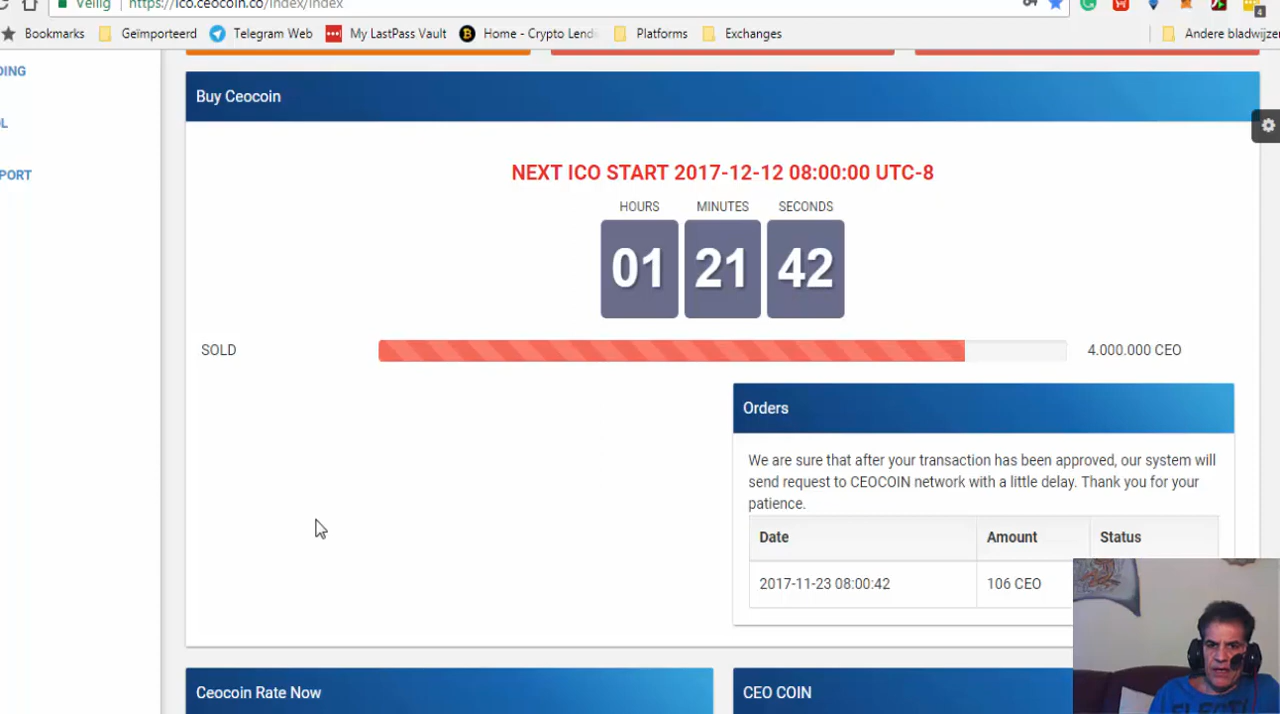 Veilig https://ico.ceocoin.co/index/index
4
Bookmarks Geïmporteerd Telegram Web My LastPass Vault Home - Crypto Lendi Platforms Exchanges Andere bladwijzer
DING
Buy Ceocoin
OL
PORT
NEXT ICO START 2017-12-12 08:00:00 UTC-8
HOURS MINUTES SECONDS
01 21 42
SOLD 4.000.000 CEO
Orders
We are sure that after your transaction has been approved, our system will
send request to CEOCOIN network with a little delay. Thank you for your
patience.
Date Amount Status
2017-11-23 08:00:42 106 CEO
Ceocoin Rate Now CEO COIN